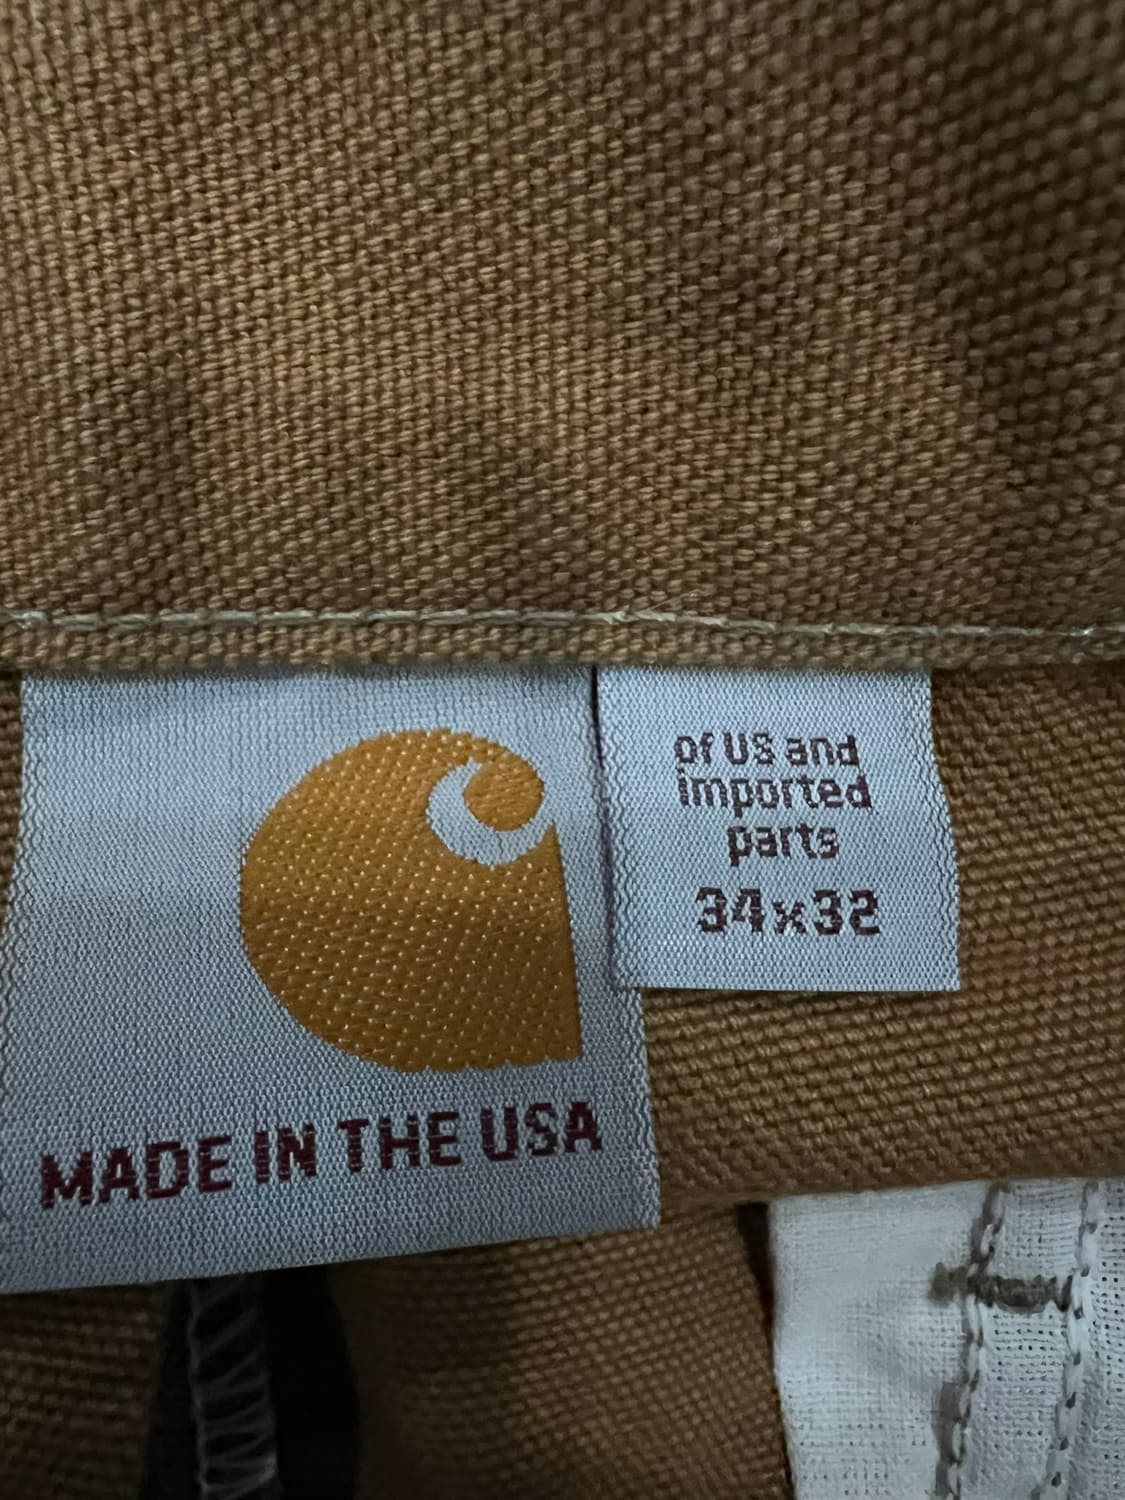 MADE IN THE USA
of US and
imported
parts
34x32